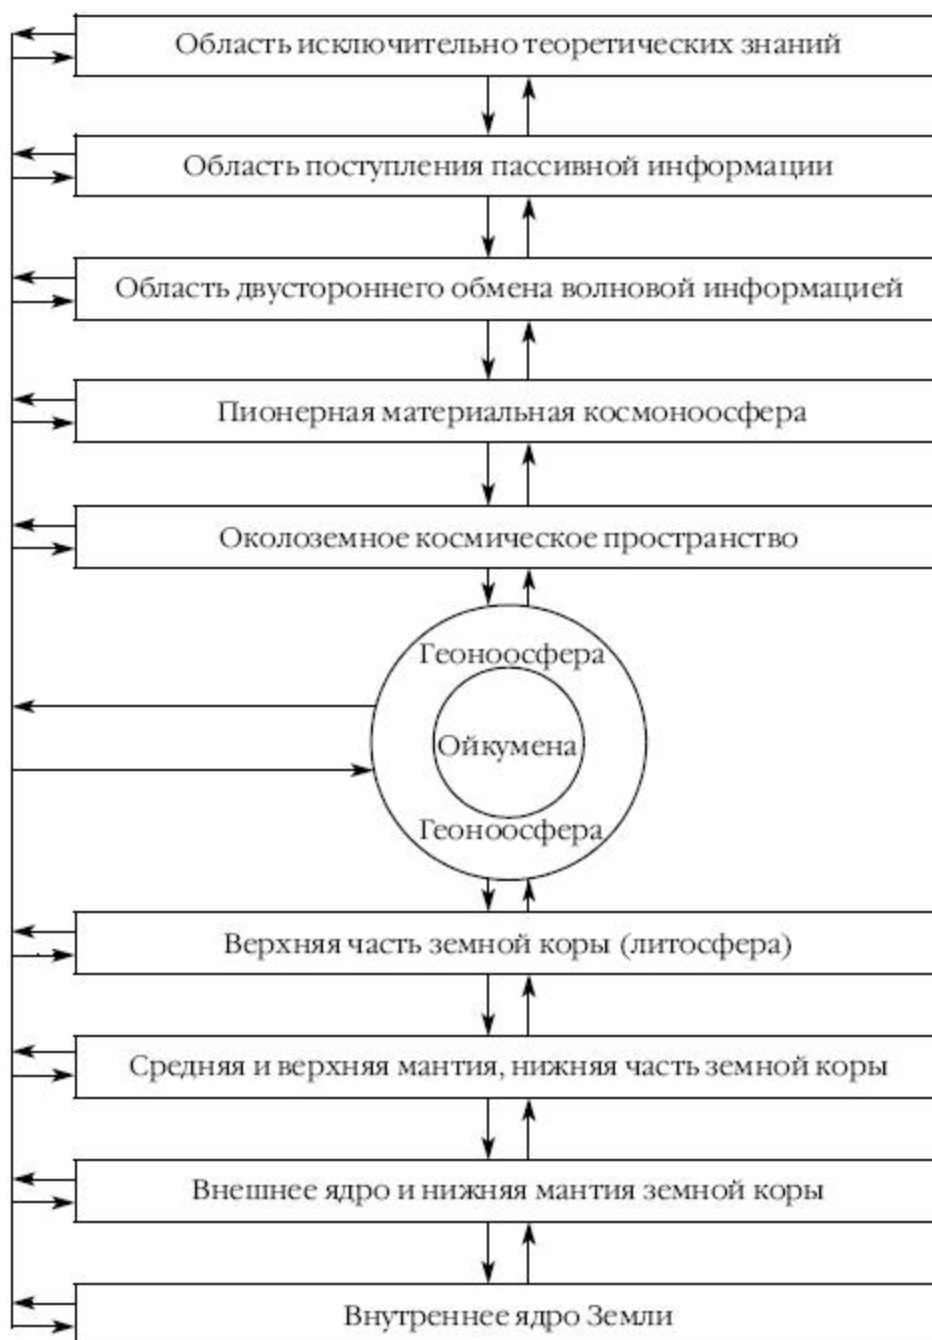 Область исключительно теоретических знаний
Область поступления пассивной информации
Область двустороннего обмена волновой информацией
Пионерная материальная космоноосфера
Околоземное космическое пространство
Геоноосфера
Ойкумена
Геоноосфера
Верхняя часть земной коры (литосфера)
Средняя и верхняя мантия, нижняя часть земной коры
Внешнее ядро и нижняя мантия земной коры
Внутреннее ядро Земли